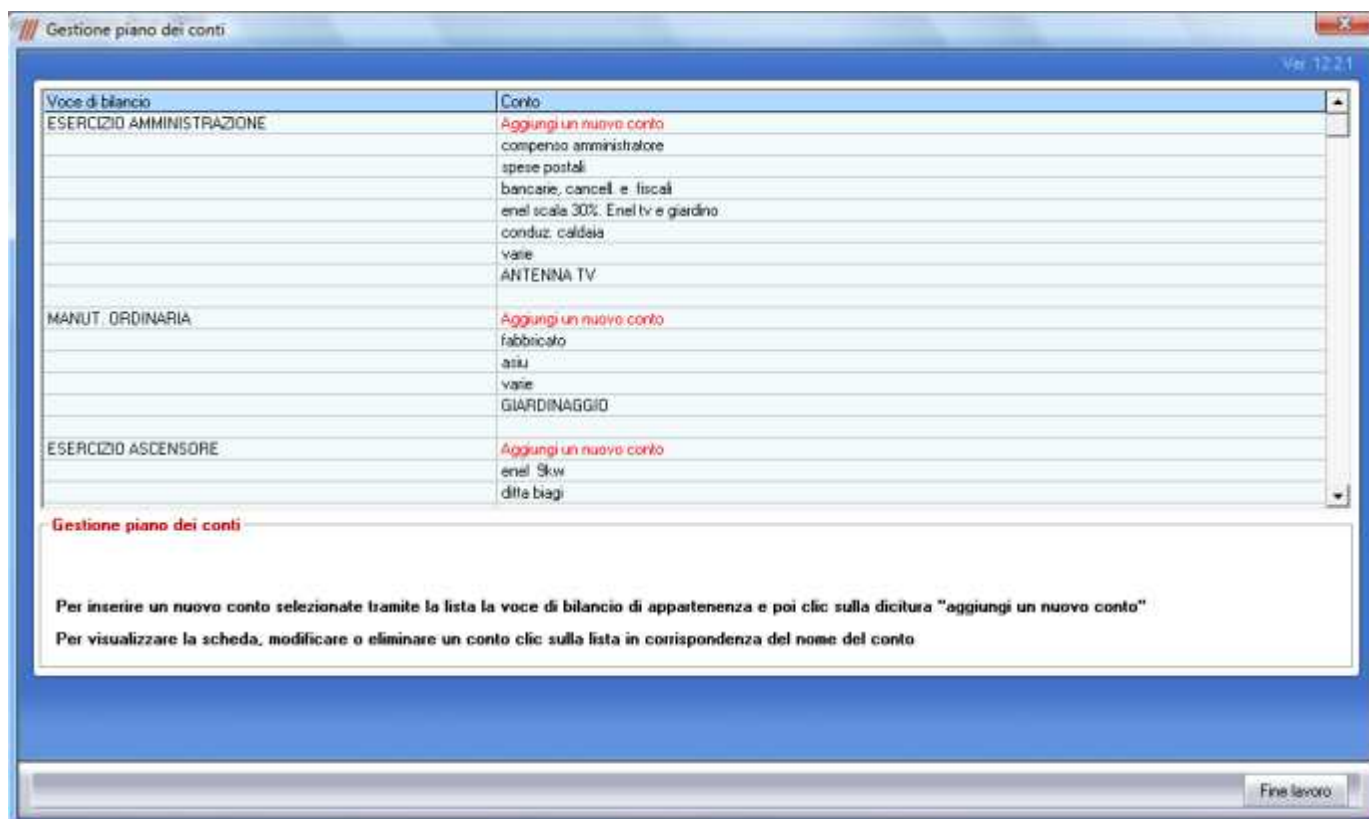 Gestione piano dei conti
Ver. 12.2.1
Voce di bilancio Conto
ESERCIZIO AMMINISTRAZIONE Aggiungi un nuovo conto
compenso amministratore
spese postali
bancarie, cancell. e fiscali
enel scala 30%. Enel tv e giardino
conduz. caldaia
varie
ANTENNA TV
MANUT. ORDINARIA Aggiungi un nuovo conto
fabbricato
asiu
varie
GIARDINAGGIO
ESERCIZIO ASCENSORE Aggiungi un nuovo conto
enel 9kw
ditta biagi
Gestione piano dei conti
Per inserire un nuovo conto selezionate tramite la lista la voce di bilancio di appartenenza e poi clic sulla dicitura "aggiungi un nuovo conto"
Per visualizzare la scheda, modificare o eliminare un conto clic sulla lista in corrispondenza del nome del conto
Fine lavoro